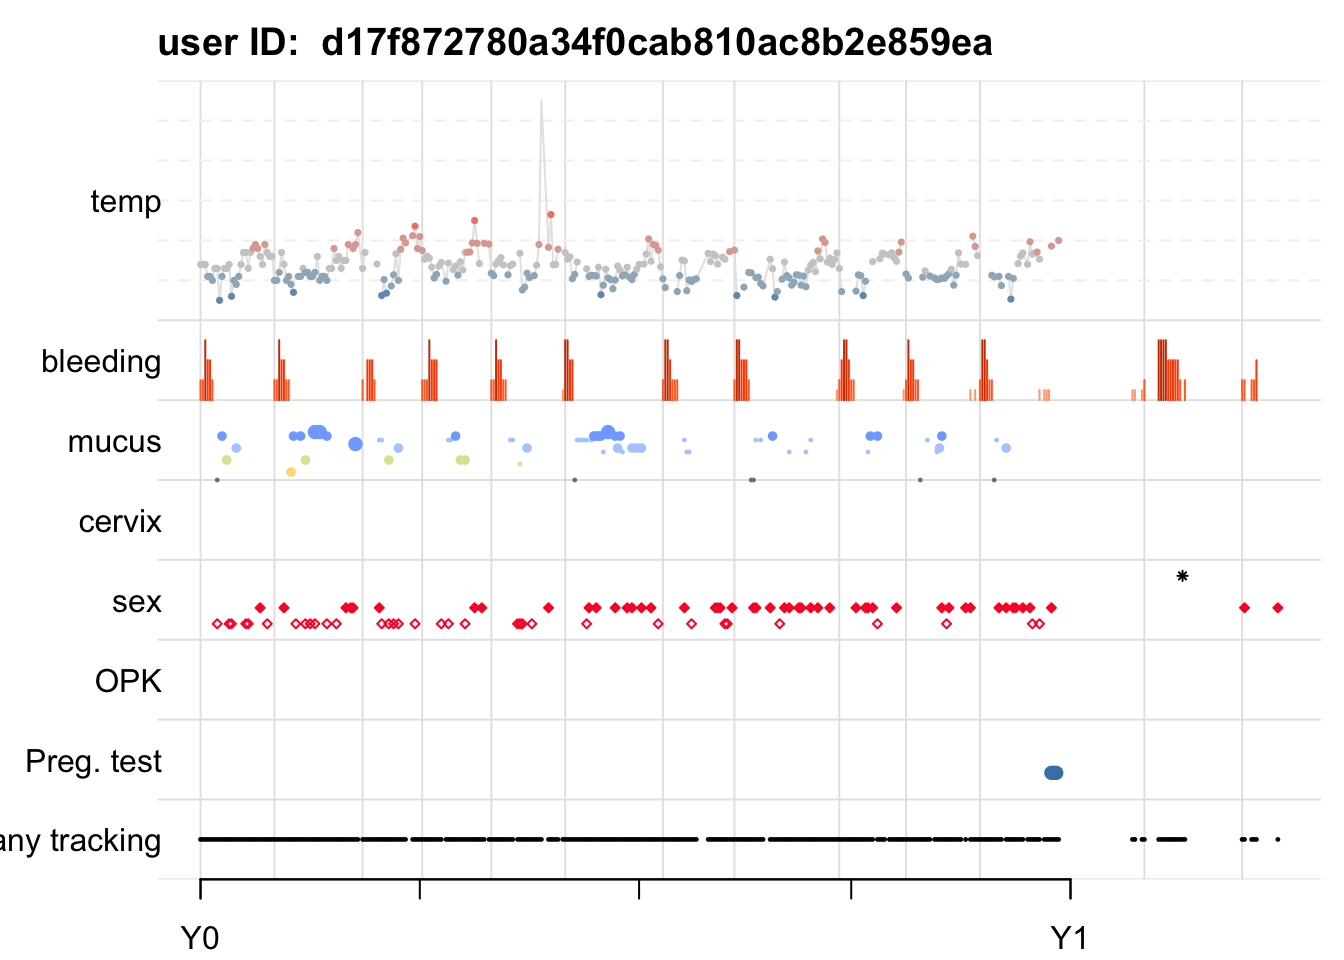 user ID:  d17f872780a34f0cab810ac8b2e859ea
temp
bleeding
mucus
cervix
sex
*
OPK
Preg. test
any tracking
Y0 Y1